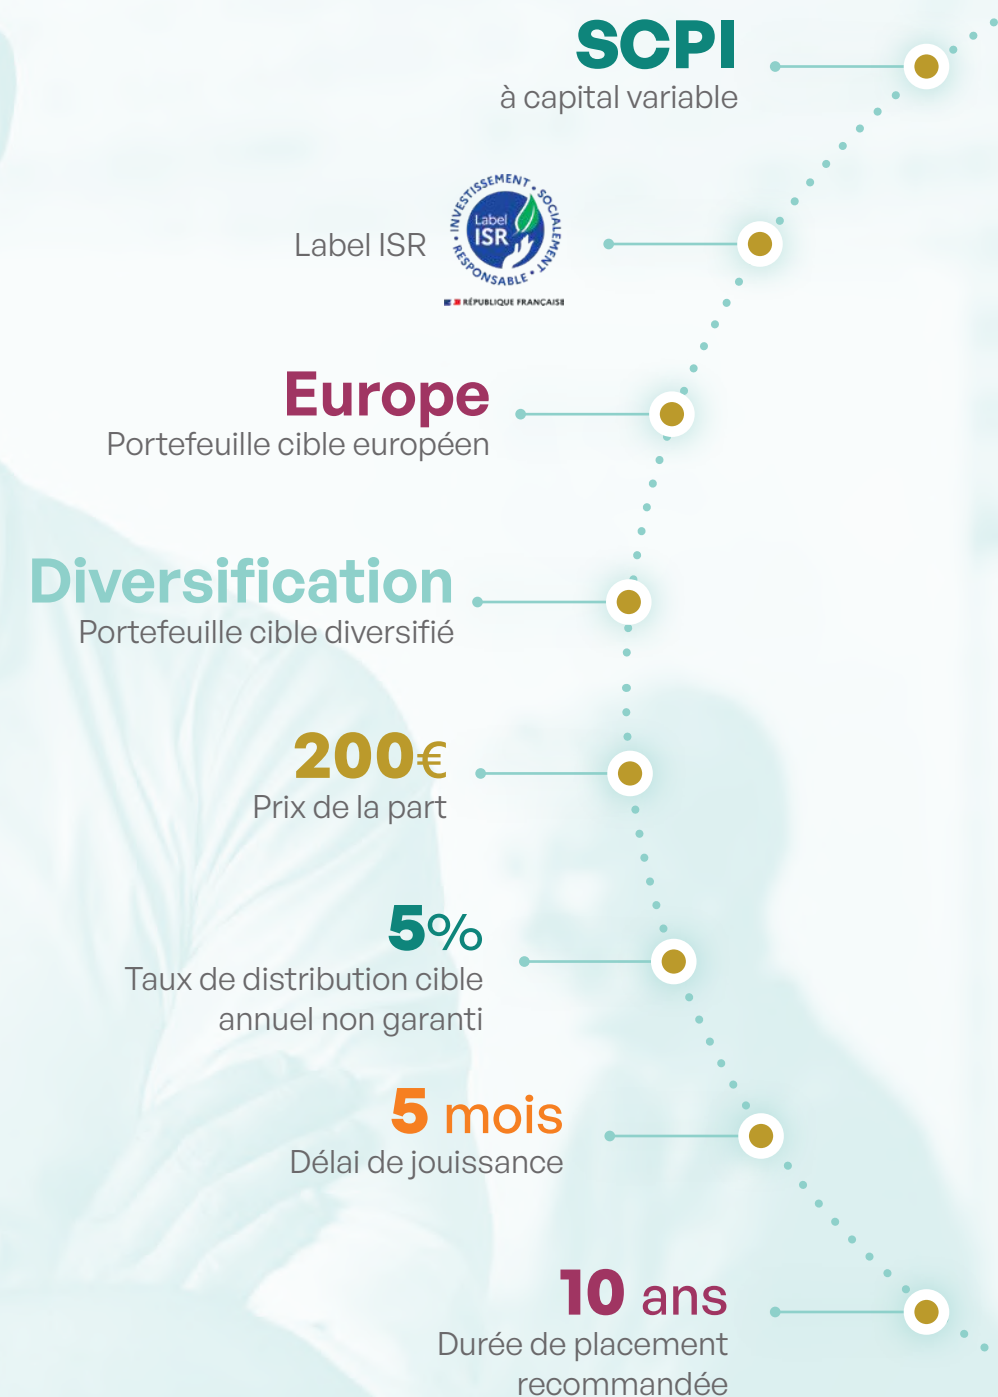 SCPI
à capital variable
Label ISR
INVESTISSEMENT • SOCIALEMENT • RESPONSABLE •
Label
ISR
RÉPUBLIQUE FRANÇAISE
Europe
Portefeuille cible européen
Diversification
Portefeuille cible diversifié
200€
Prix de la part
5%
Taux de distribution cible
annuel non garanti
5 mois
Délai de jouissance
10 ans
Durée de placement
recommandée